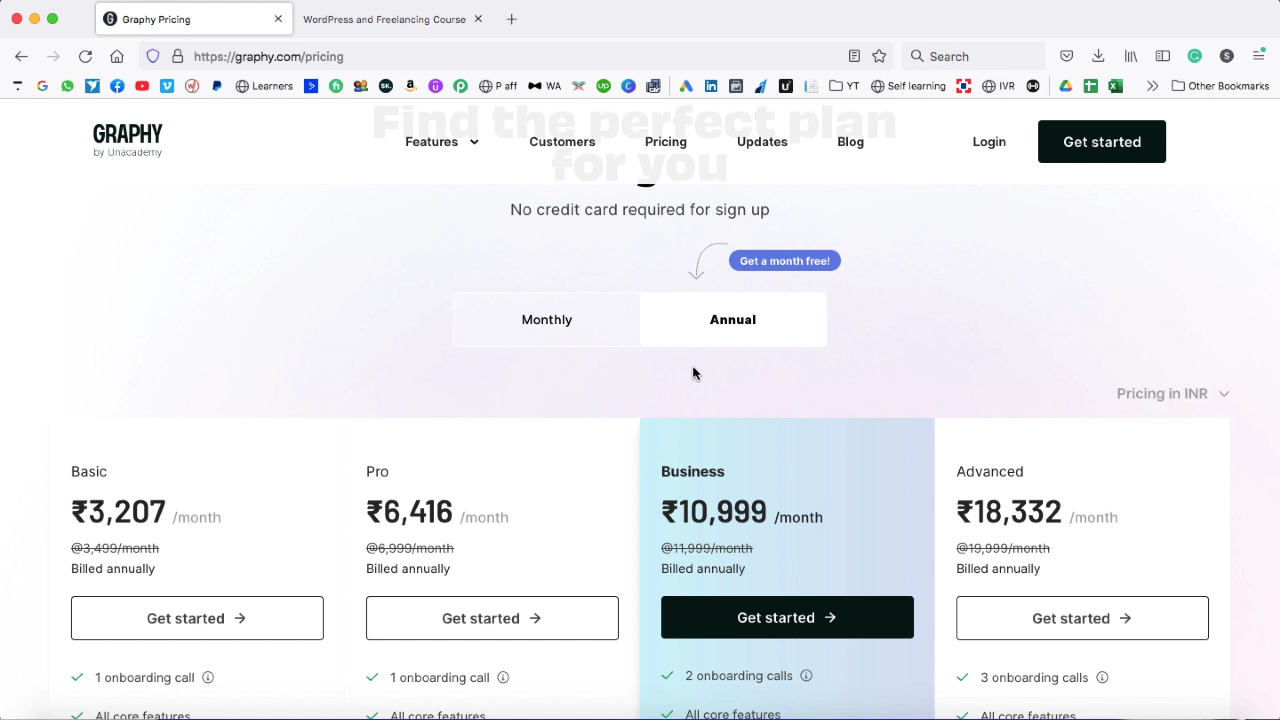 Graphy Pricing
WordPress and Freelancing Course
https://graphy.com/pricing
Search
Learners
P aff
WA
YT
Self learning
IVR
Other Bookmarks
Find the perfect plan
for you
GRAPHY
by Unacademy
Features
Customers
Pricing
Updates
Blog
Login
Get started
No credit card required for sign up
Get a month free!
Monthly
Annual
Pricing in INR
Basic
₹3,207 /month
@3,499/month
Billed annually
Get started →
1 onboarding call
All core features
Pro
₹6,416 /month
@6,999/month
Billed annually
Get started →
1 onboarding call
All core features
Business
₹10,999 /month
@11,999/month
Billed annually
Get started →
2 onboarding calls
All core features
Advanced
₹18,332 /month
@19,999/month
Billed annually
Get started →
3 onboarding calls
All core features